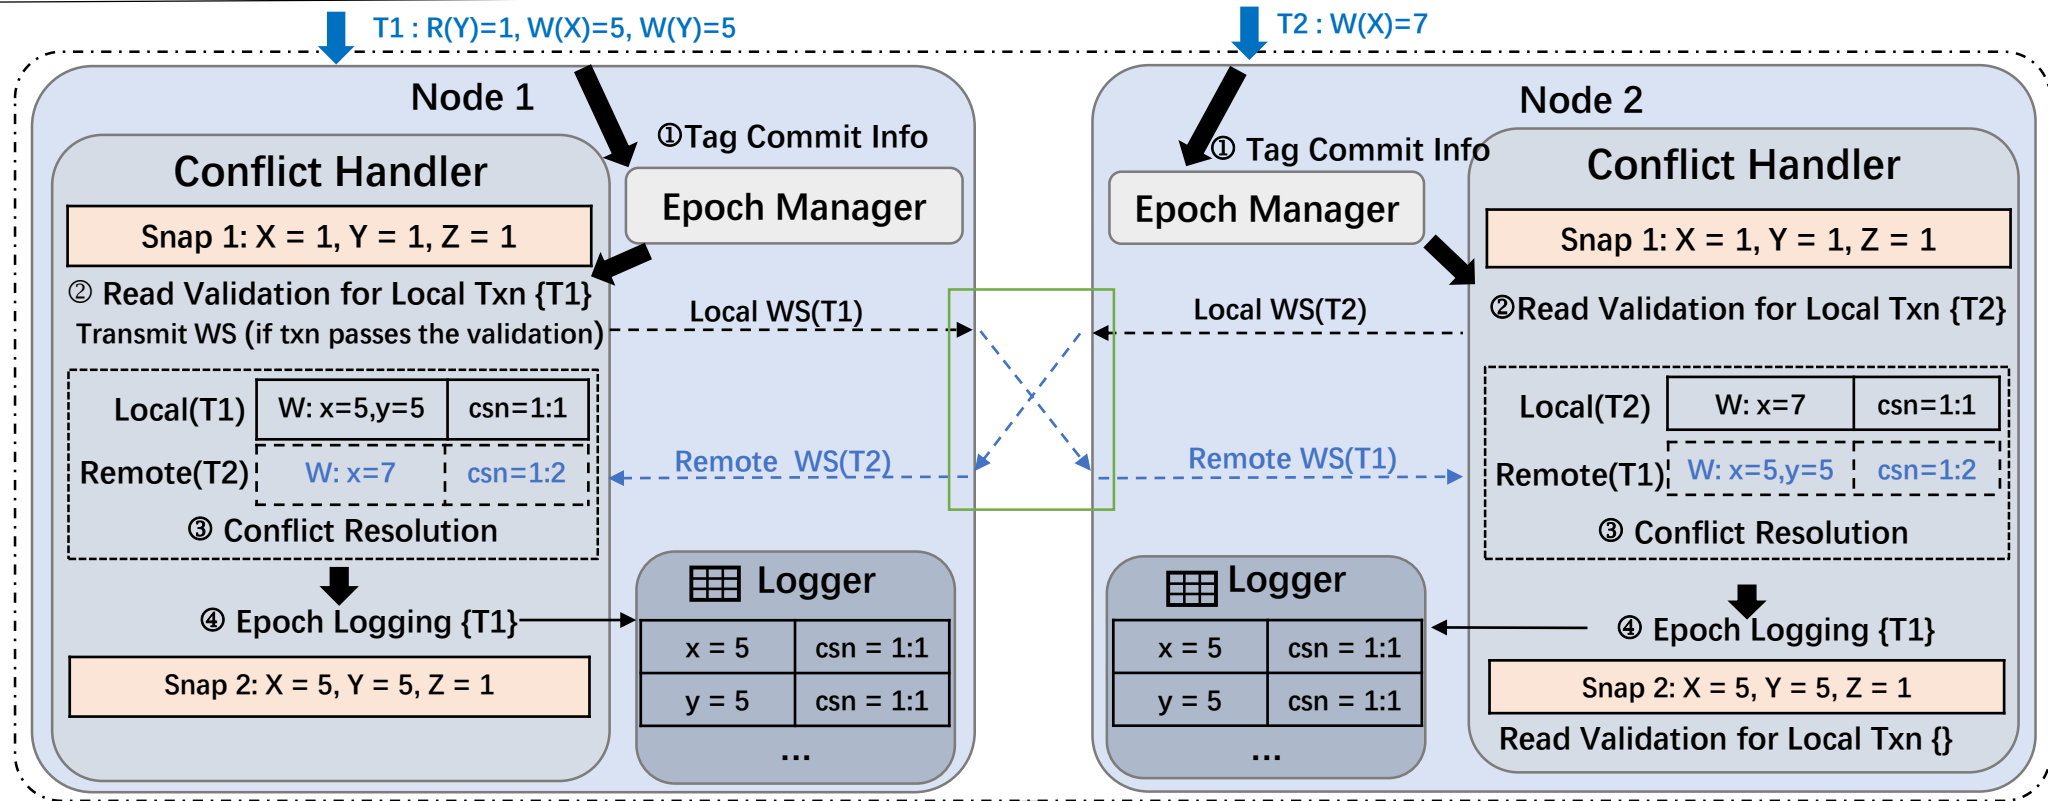 T1 : R(Y)=1, W(X)=5, W(Y)=5
T2 : W(X)=7
Node 1
①Tag Commit Info
Conflict Handler
Epoch Manager
Snap 1: X = 1, Y = 1, Z = 1
② Read Validation for Local Txn {T1}
Transmit WS (if txn passes the validation)
Local WS(T1)
Local(T1)
W: x=5,y=5
csn=1:1
Remote(T2)
W: x=7
csn=1:2
Remote WS(T2)
③ Conflict Resolution
④ Epoch Logging {T1}
Snap 2: X = 5, Y = 5, Z = 1
Logger
x = 5
csn = 1:1
y = 5
csn = 1:1
...
Node 2
① Tag Commit Info
Epoch Manager
Conflict Handler
Snap 1: X = 1, Y = 1, Z = 1
②Read Validation for Local Txn {T2}
Local WS(T2)
Local(T2)
W: x=7
csn=1:1
Remote WS(T1)
Remote(T1)
W: x=5,y=5
csn=1:2
③ Conflict Resolution
④ Epoch Logging {T1}
Logger
x = 5
csn = 1:1
y = 5
csn = 1:1
...
Snap 2: X = 5, Y = 5, Z = 1
Read Validation for Local Txn {}